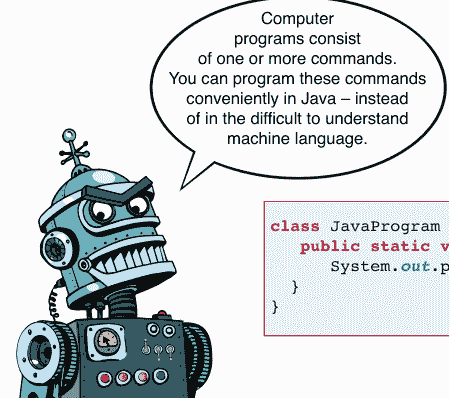 Computer
programs consist
of one or more commands.
You can program these commands
conveniently in Java – instead
of in the difficult to understand
machine language.
class JavaProgram
public static v
System.out.p
}
}